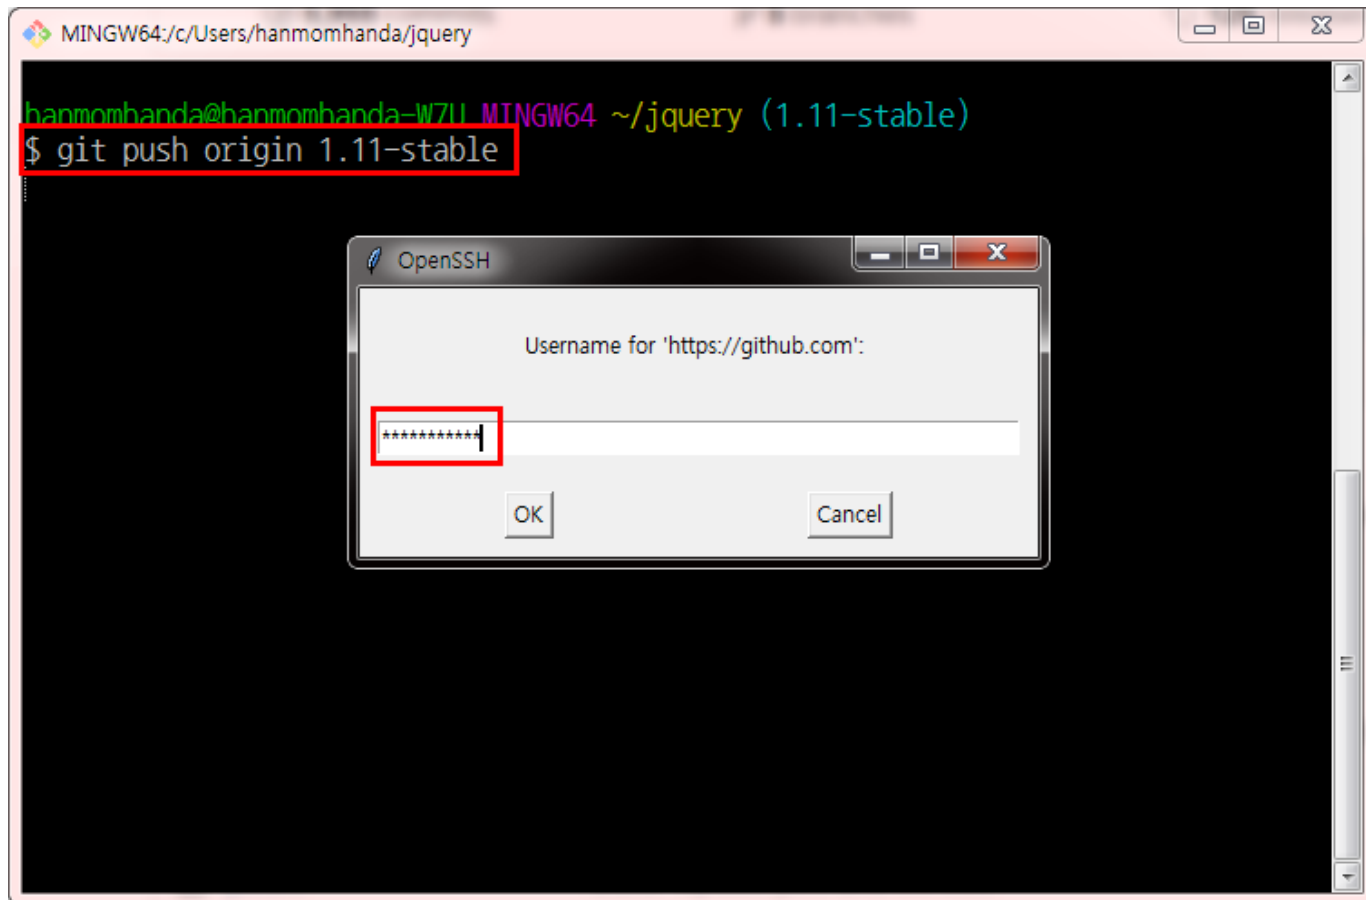 MINGW64:/c/Users/hanmomhanda/jquery
hanmomhanda@hanmomhanda-W7U MINGW64 ~/jquery (1.11-stable)
$ git push origin 1.11-stable
OpenSSH
Username for 'https://github.com':
***********
OK Cancel